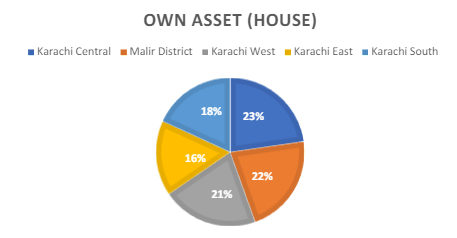 OWN ASSET (HOUSE)
Karachi Central Malir District Karachi West Karachi East Karachi South
18% 23%
16% 22%
21%